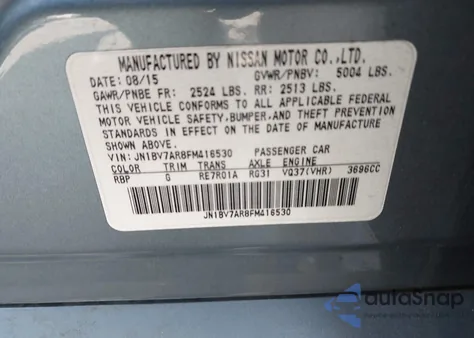 MANUFACTURED BY NISSAN MOTOR CO.,LTD.
DATE: 08/15 GVWR/PNBV: 5004 LBS.
GAWR/PNBE FR: 2524 LBS. RR: 2513 LBS.
THIS VEHICLE CONFORMS TO ALL APPLICABLE FEDERAL
MOTOR VEHICLE SAFETY, BUMPER, AND THEFT PREVENTION
STANDARDS IN EFFECT ON THE DATE OF MANUFACTURE
SHOWN ABOVE.
VIN: JN1BV7AR8FM416530 PASSENGER CAR
COLOR TRIM TRANS AXLE ENGINE
RBP G RE7R01A RG31 VQ37(VHR) 3696CC
JN1BV7AR8FM416530
autoSnap